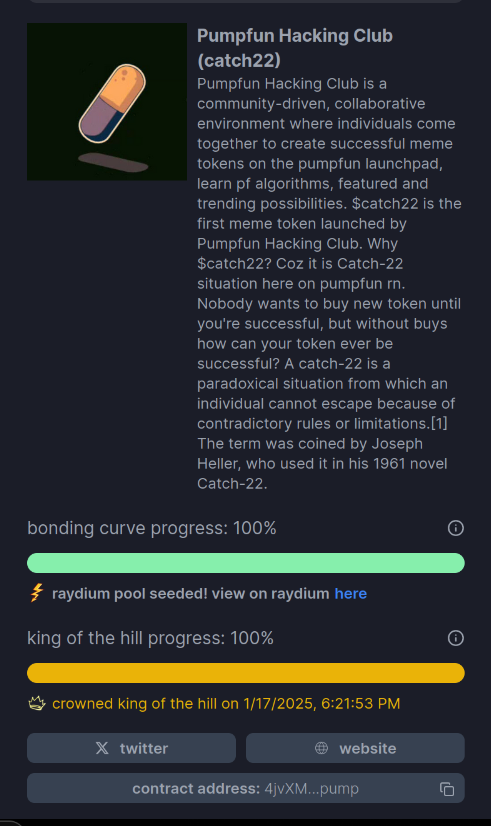 Pumpfun Hacking Club
(catch22)
Pumpfun Hacking Club is a
community-driven, collaborative
environment where individuals come
together to create successful meme
tokens on the pumpfun launchpad,
learn pf algorithms, featured and
trending possibilities. $catch22 is the
first meme token launched by
Pumpfun Hacking Club. Why
$catch22? Coz it is Catch-22
situation here on pumpfun rn.
Nobody wants to buy new token until
you're successful, but without buys
how can your token ever be
successful? A catch-22 is a
paradoxical situation from which an
individual cannot escape because of
contradictory rules or limitations.[1]
The term was coined by Joseph
Heller, who used it in his 1961 novel
Catch-22.
bonding curve progress: 100%
raydium pool seeded! view on raydium here
king of the hill progress: 100%
crowned king of the hill on 1/17/2025, 6:21:53 PM
twitter
website
contract address: 4jvXM...pump